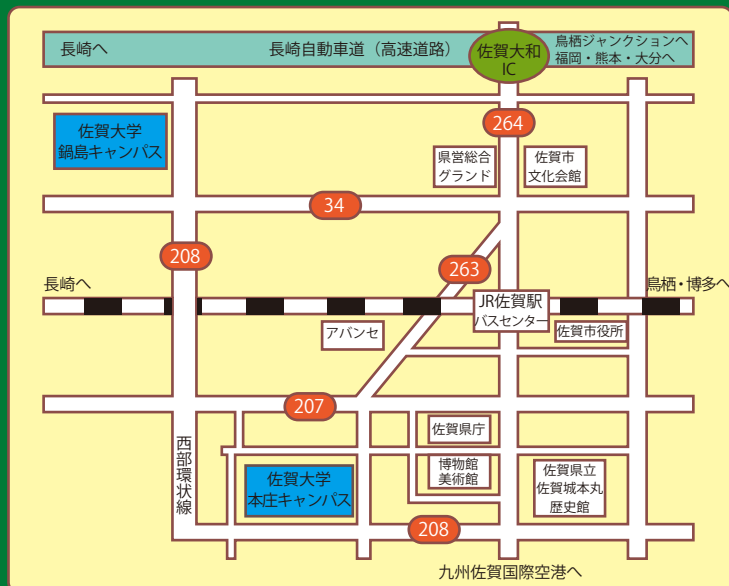 長崎へ
長崎自動車道（高速道路）
佐賀大和
IC
鳥栖ジャンクションへ
福岡・熊本・大分へ
佐賀大学
鍋島キャンパス
264
県営総合
グランド
佐賀市
文化会館
34
208
263
長崎へ
鳥栖・博多へ
JR佐賀駅
バスセンター
アバンセ
佐賀市役所
207
西部環状線
佐賀県庁
博物館
美術館
佐賀大学
本庄キャンパス
佐賀県立
佐賀城本丸
歴史館
208
九州佐賀国際空港へ